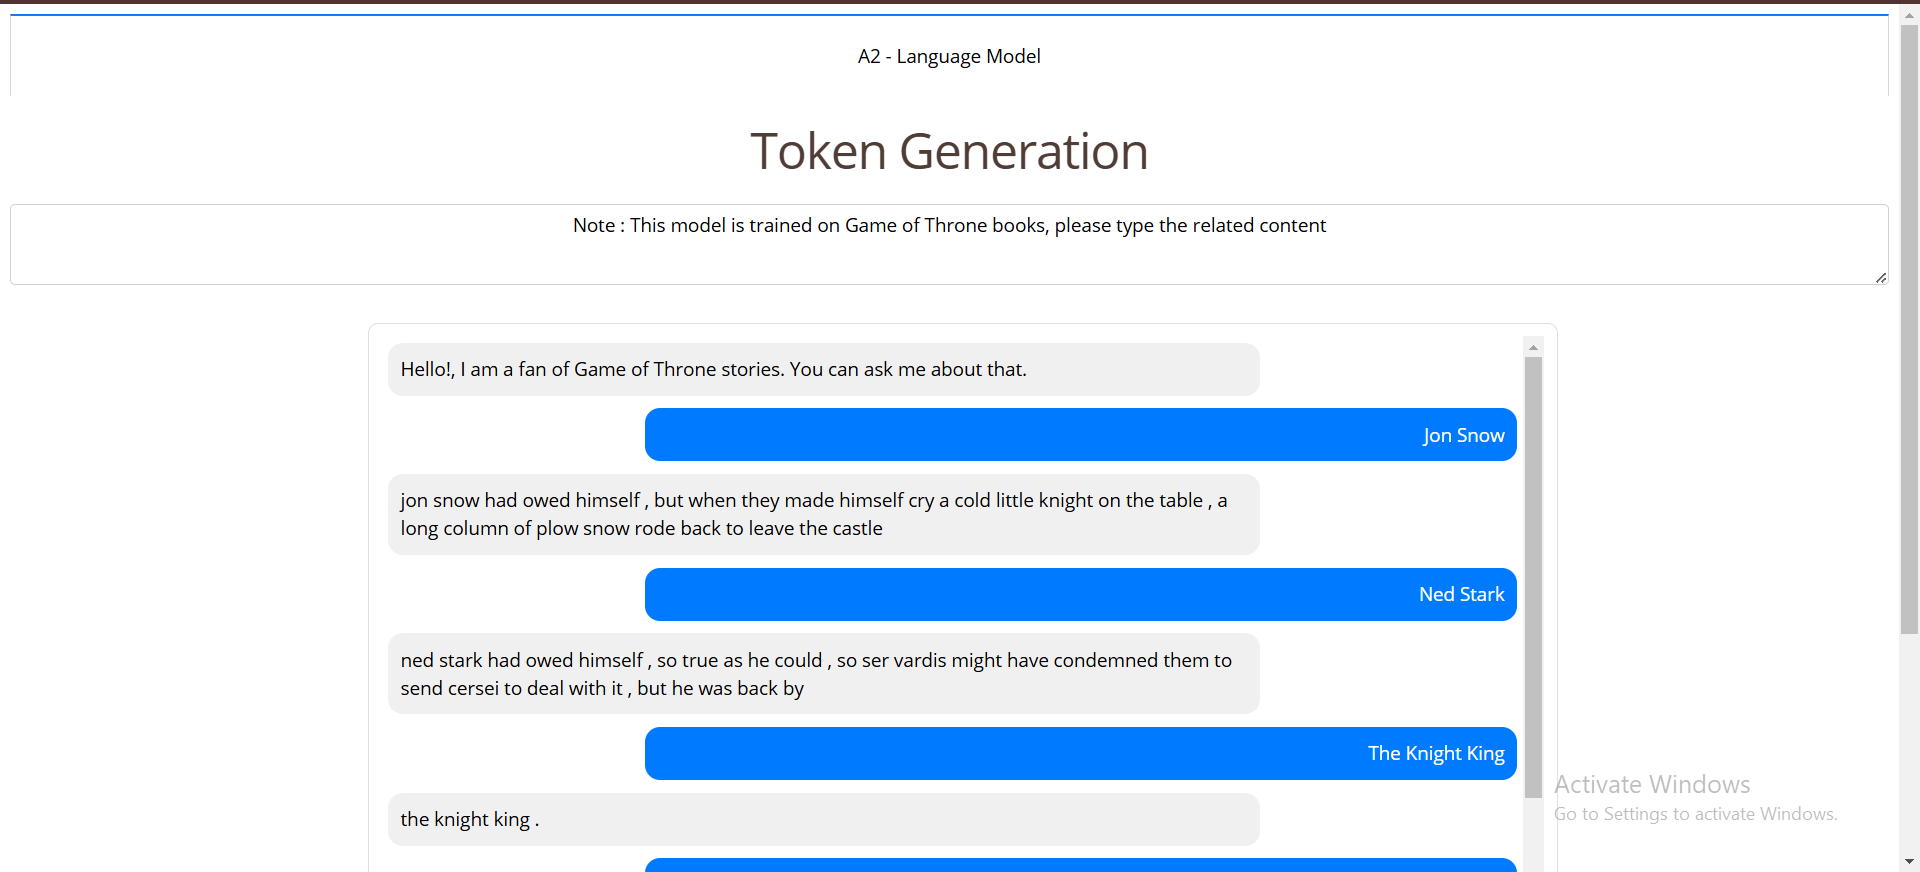 A2 - Language Model
Token Generation
Note : This model is trained on Game of Throne books, please type the related content
Hello!, I am a fan of Game of Throne stories. You can ask me about that.
Jon Snow
jon snow had owed himself , but when they made himself cry a cold little knight on the table , a
long column of plow snow rode back to leave the castle
Ned Stark
ned stark had owed himself , so true as he could , so ser vardis might have condemned them to
send cersei to deal with it , but he was back by
The Knight King
the knight king .
Activate Windows
Go to Settings to activate Windows.